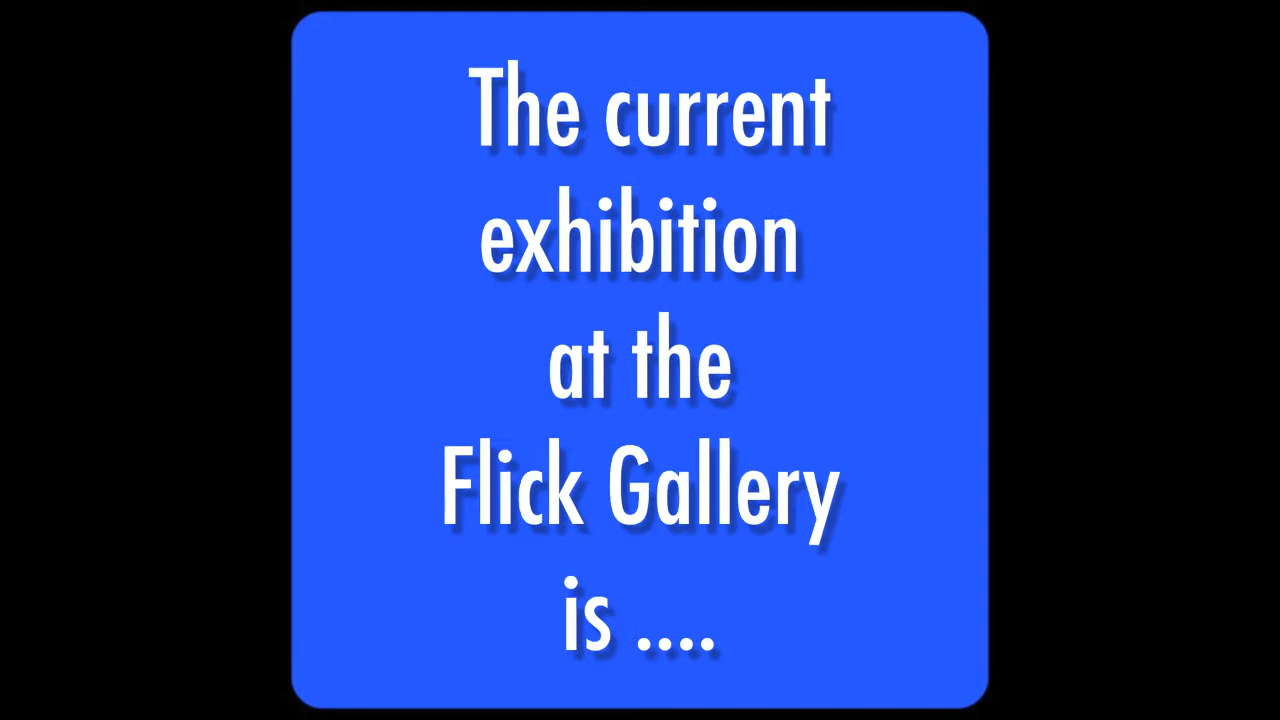 The current
exhibition
at the
Flick Gallery
is ....